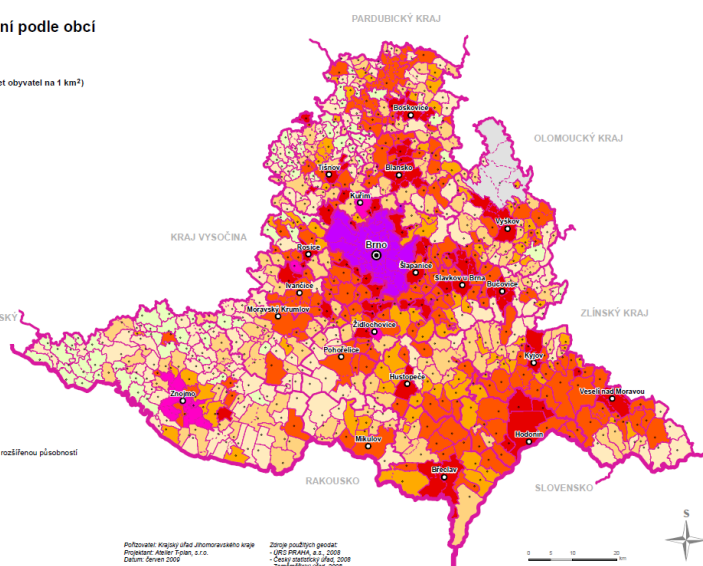 PARDUBICKÝ KRAJ
ní podle obcí
et obyvatel na 1 km²)
Boskovice
OLOMOUCKÝ KRAJ
Tišnov
Blansko
Kuřim
Vyškov
KRAJ VYSOČINA
Brno
Rosice
Šlapanice
Slavkov u Brna
Ivančice
Bučovice
Moravský Krumlov
ZLÍNSKÝ KRAJ
SKÝ
Židlochovice
Pohořelice
Kyjov
Hustopeče
Veselí nad Moravou
Znojmo
Hodonín
Mikulov
rozšířenou působností
Břeclav
RAKOUSKO
SLOVENSKO
S
Pořizovatel: Krajský úřad Jihomoravského kraje
Projektant: Atelier T-plan, s.r.o.
Datum: červen 2009
Zdroje použitých geodat:
- ÚRS PRAHA, a.s., 2008
- Český statistický úřad, 2008
0 5 10 20
km